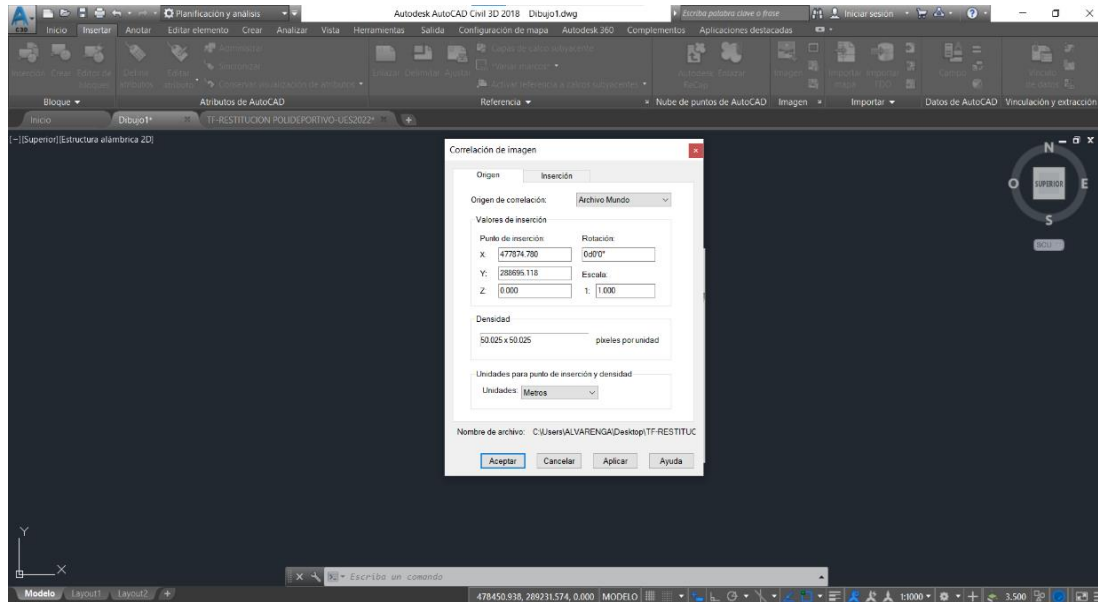 C3D
Planificación y análisis
Autodesk AutoCAD Civil 3D 2018 Dibujo1.dwg
Escriba palabra clave o frase
Iniciar sesión
Inicio Insertar Anotar Editar elemento Crear Analizar Vista Herramientas Salida Configuración de mapa Autodesk 360 Complementos Aplicaciones destacadas
Bloque
Atributos de AutoCAD
Referencia
Nube de puntos de AutoCAD
Imagen
Importar
Datos de AutoCAD
Vinculación y extracción
Inicio
Dibujo1*
TF-RESTITUCION POLIDEPORTIVO-UES2022*
[−][Superior][Estructura alámbrica 2D]
N
O
SUPERIOR
E
S
Correlación de imagen
Origen
Inserción
Origen de correlación:
Archivo Mundo
Valores de inserción
Punto de inserción:
Rotación:
X:
477874.780
0d0'0"
Y:
288695.118
Escala:
Z:
0.000
1:
1.000
Densidad
50.025 x 50.025
píxeles por unidad
Unidades para punto de inserción y densidad
Unidades:
Metros
Nombre de archivo:
C:\Users\ALVARENGA\Desktop\TF-RESTITUC
Aceptar
Cancelar
Aplicar
Ayuda
Y
X
Escriba un comando
Modelo
Layout1
Layout2
478450.938, 289231.574, 0.000
MODELO
1:1000
3.500